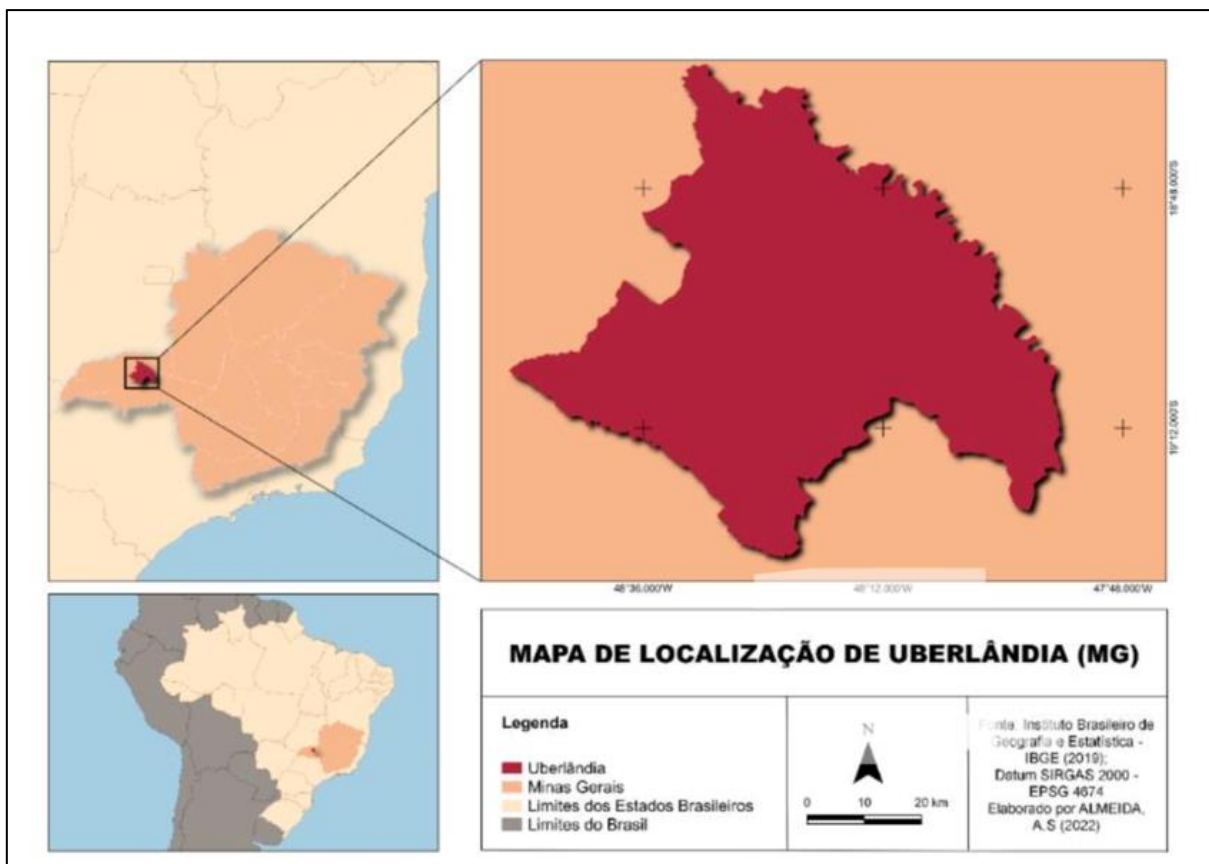 18°48.000'S
19°12.000'S
48°36.000'W
48°12.000'W
47°48.000'W
MAPA DE LOCALIZAÇÃO DE UBERLÂNDIA (MG)
Legenda
Uberlândia
Minas Gerais
Limites dos Estados Brasileiros
Limites do Brasil
N
0 10 20 km
Fonte: Instituto Brasileiro de
Geografia e Estatística -
IBGE (2019);
Datum SIRGAS 2000 -
EPSG 4674
Elaborado por ALMEIDA,
A.S (2022)